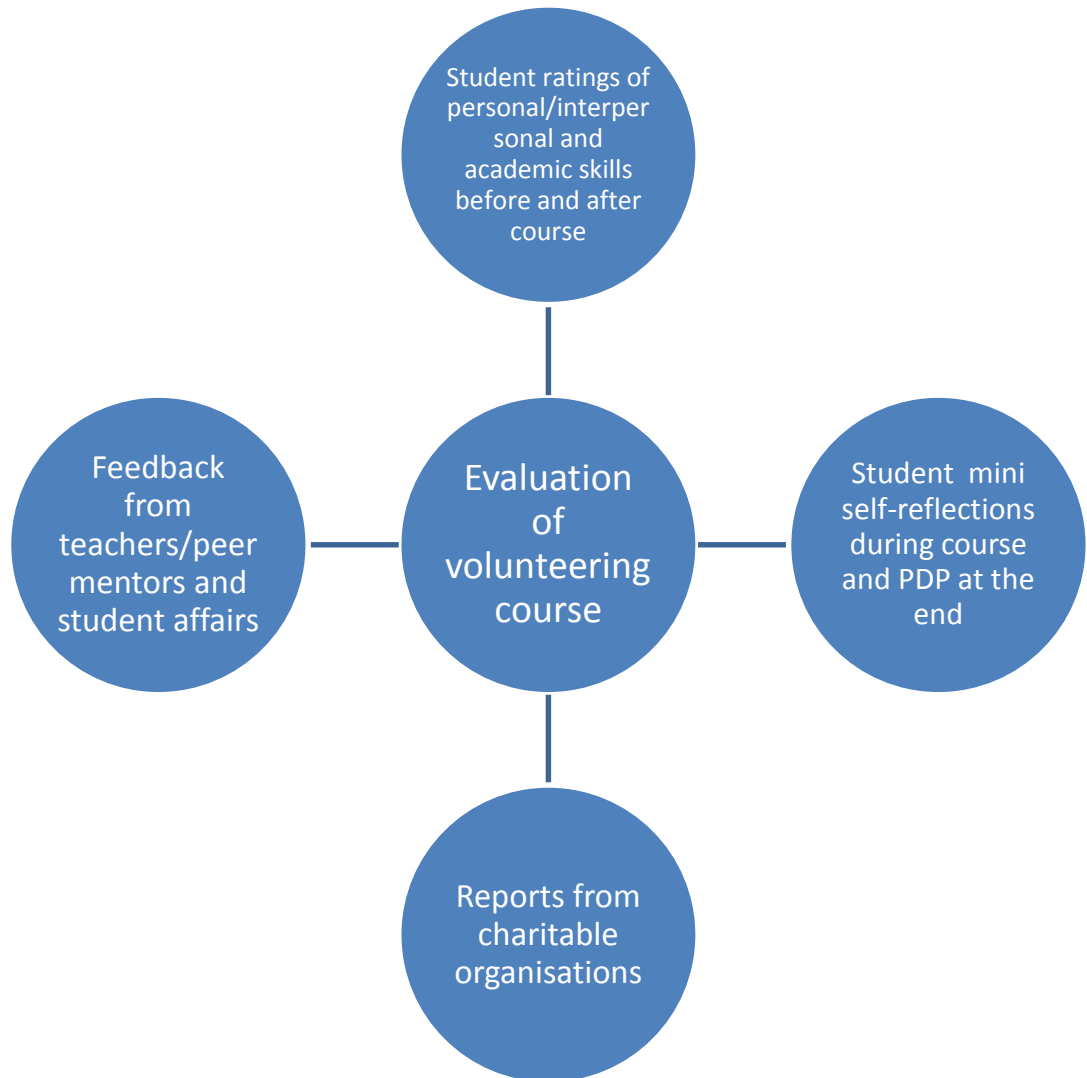 Student ratings of
personal/interper
sonal and
academic skills
before and after
course
Feedback
from
teachers/peer
mentors and
student affairs
Evaluation
of
volunteering
course
Student mini
self-reflections
during course
and PDP at the
end
Reports from
charitable
organisations